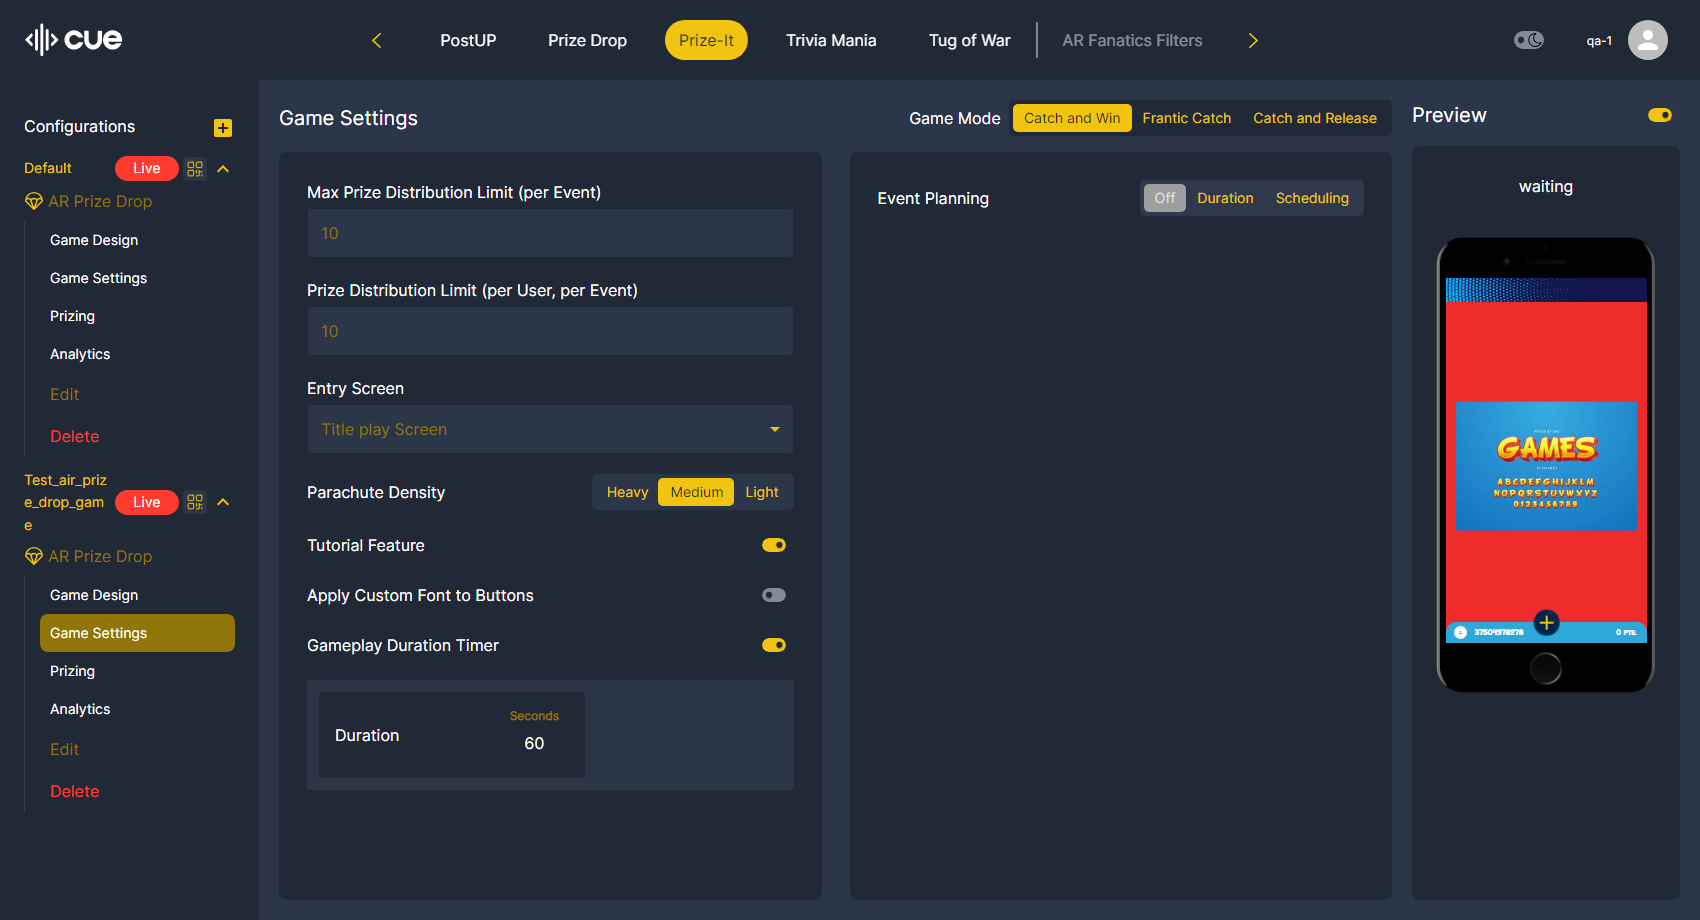 cue
PostUP
Prize Drop
Prize-It
Trivia Mania
Tug of War
AR Fanatics Filters
qa-1
Configurations
Default
Live
AR Prize Drop
Game Design
Game Settings
Prizing
Analytics
Edit
Delete
Test_air_priz
e_drop_gam
e
Live
AR Prize Drop
Game Design
Game Settings
Prizing
Analytics
Edit
Delete
Game Settings
Game Mode
Catch and Win
Frantic Catch
Catch and Release
Max Prize Distribution Limit (per Event)
10
Prize Distribution Limit (per User, per Event)
10
Entry Screen
Title play Screen
Parachute Density
Heavy
Medium
Light
Tutorial Feature
Apply Custom Font to Buttons
Gameplay Duration Timer
Duration
Seconds
60
Event Planning
Off
Duration
Scheduling
Preview
waiting
PRESENTING
GAMES
ALPHABET
ABCDEFGHIJKLM
NOPQRSTUVWXYZ
0123456789
37504978276
0 PTS.